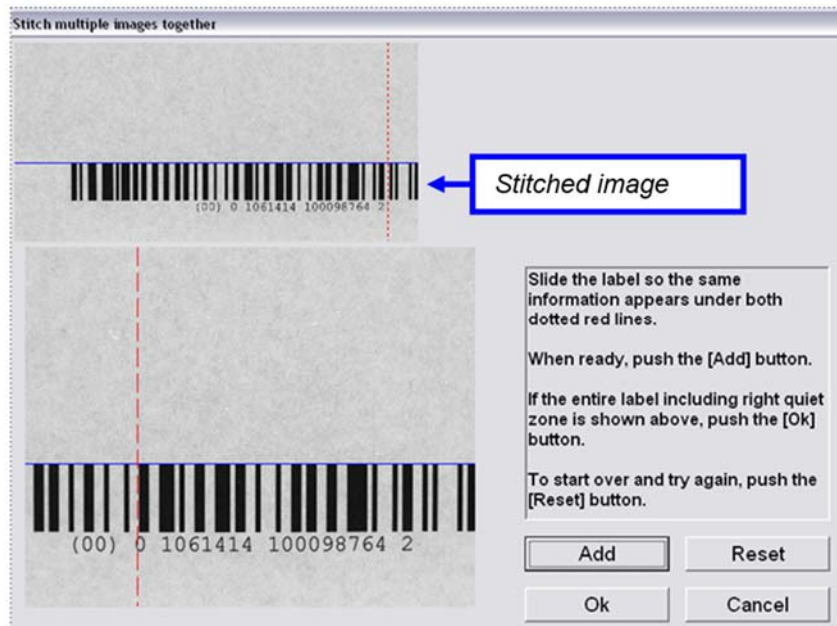 Stitch multiple images together
Stitched image
(00) 0 1061414 100098764 2
(00) 0 1061414 100098764 2
Slide the label so the same
information appears under both
dotted red lines.
When ready, push the [Add] button.
If the entire label including right quiet
zone is shown above, push the [Ok]
button.
To start over and try again, push the
[Reset] button.
Add
Reset
Ok
Cancel